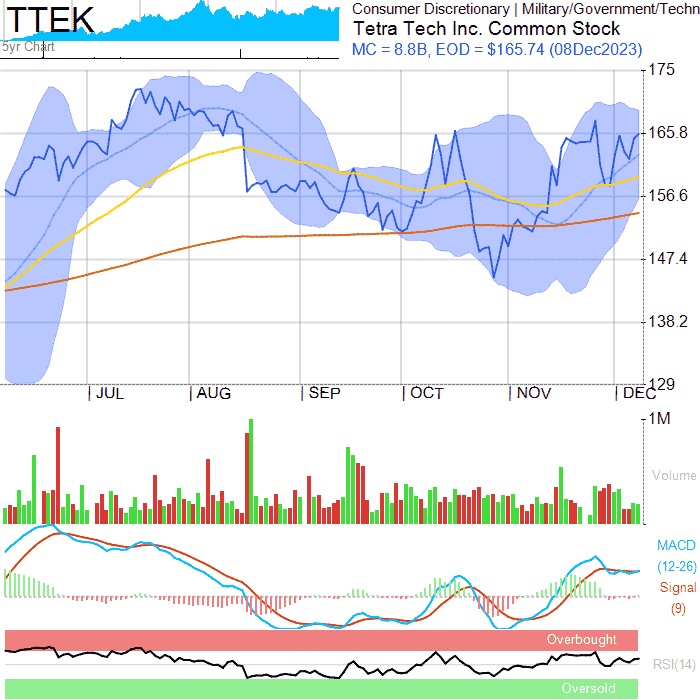 TTEK
5yr Chart
Consumer Discretionary | Military/Government/Techn
Tetra Tech Inc. Common Stock
MC = 8.8B, EOD = $165.74 (08Dec2023)
175
165.8
156.6
147.4
138.2
129
JUL AUG SEP OCT NOV DEC
1M
Volume
MACD
(12-26)
Signal
(9)
Overbought
RSI(14)
Oversold